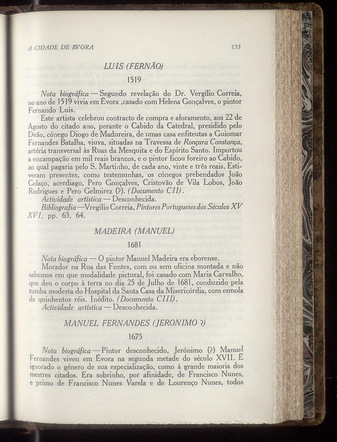 A CIDADE DE EVORA 153
LUIS (FERNÃO)
1519
Nota biográfica — Segundo revelação do Dr. Vergílio Correia,
no ano de 1519 vivia em Evora ,casado com Helena Gonçalves, o pintor
Fernando Luís.
Este artista celebrou contracto de compra e aforamento, aos 22 de
Agosto do citado ano, perante o Cabido da Catedral, presidido pelo
Deão, cónego Diogo de Madureira, de umas casa enfiteutas a Guiomar
Fernandes Batalha, viuva, situadas na Travessa de Ronçura Constança,
artéria transversal às Ruas da Mesquita e do Espírito Santo. Importou
a encampação em mil reais brancos, e o pintor ficou foreiro ao Cabido,
ao qual pagaria pelo S. Martinho, de cada ano, vinte e três reais. Esti-
veram presentes, como testemunhas, os cónegos prebendados João
Colaço, acerdiago, Pero Gonçalves, Cristovão de Vila Lobos, João
Rodrigues e Pero Gelmirez (?). (Documento CII).
Actividade artística — Desconhecida.
Bibliografia—Vregílio Correia, Pintores Portugueses dos Séculos XV
XVI, pp. 63, 64.
MADEIRA (MANUEL)
1681
Nota biográfica — O pintor Manuel Madeira era eborense.
Morador na Rua das Fontes, com ou sem oficina montada e não
sabemos em que modalidade pictural, foi casado com Maria Carvalho,
que deu o corpo à terra no dia 25 de Julho de 1681, conduzido pela
tumba modesta do Hospital da Santa Casa da Misericórdia, com esmola
de quinhentos réis. Inédito. (Documento CIII).
Actividade artística — Desconhecida.
MANUEL FERNANDES (JERONIMO ?)
1675
Nota biográfica —Pintor desconhecido, Jerónimo (?) Manuel
Fernandes viveu em Evora na segunda metade do século XVII. É
ignorado o género de sua especialização, como à grande maioria dos
mestres citados. Era sobrinho, por afinidade, de Francisco Nunes,
e primo de Francisco Nunes Varela e de Lourenço Nunes, todos